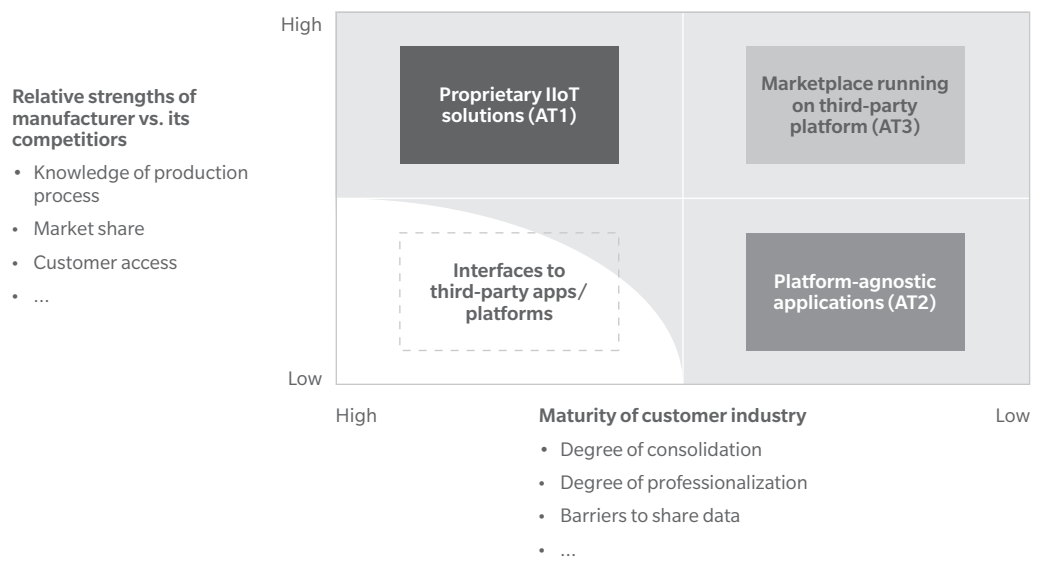 High
Relative strengths of
manufacturer vs. its
competitiors
• Knowledge of production
process
• Market share
• Customer access
• ...
Proprietary IIoT
solutions (AT1)
Marketplace running
on third-party
platform (AT3)
Interfaces to
third-party apps/
platforms
Platform-agnostic
applications (AT2)
Low
High
Maturity of customer industry
Low
• Degree of consolidation
• Degree of professionalization
• Barriers to share data
• ...